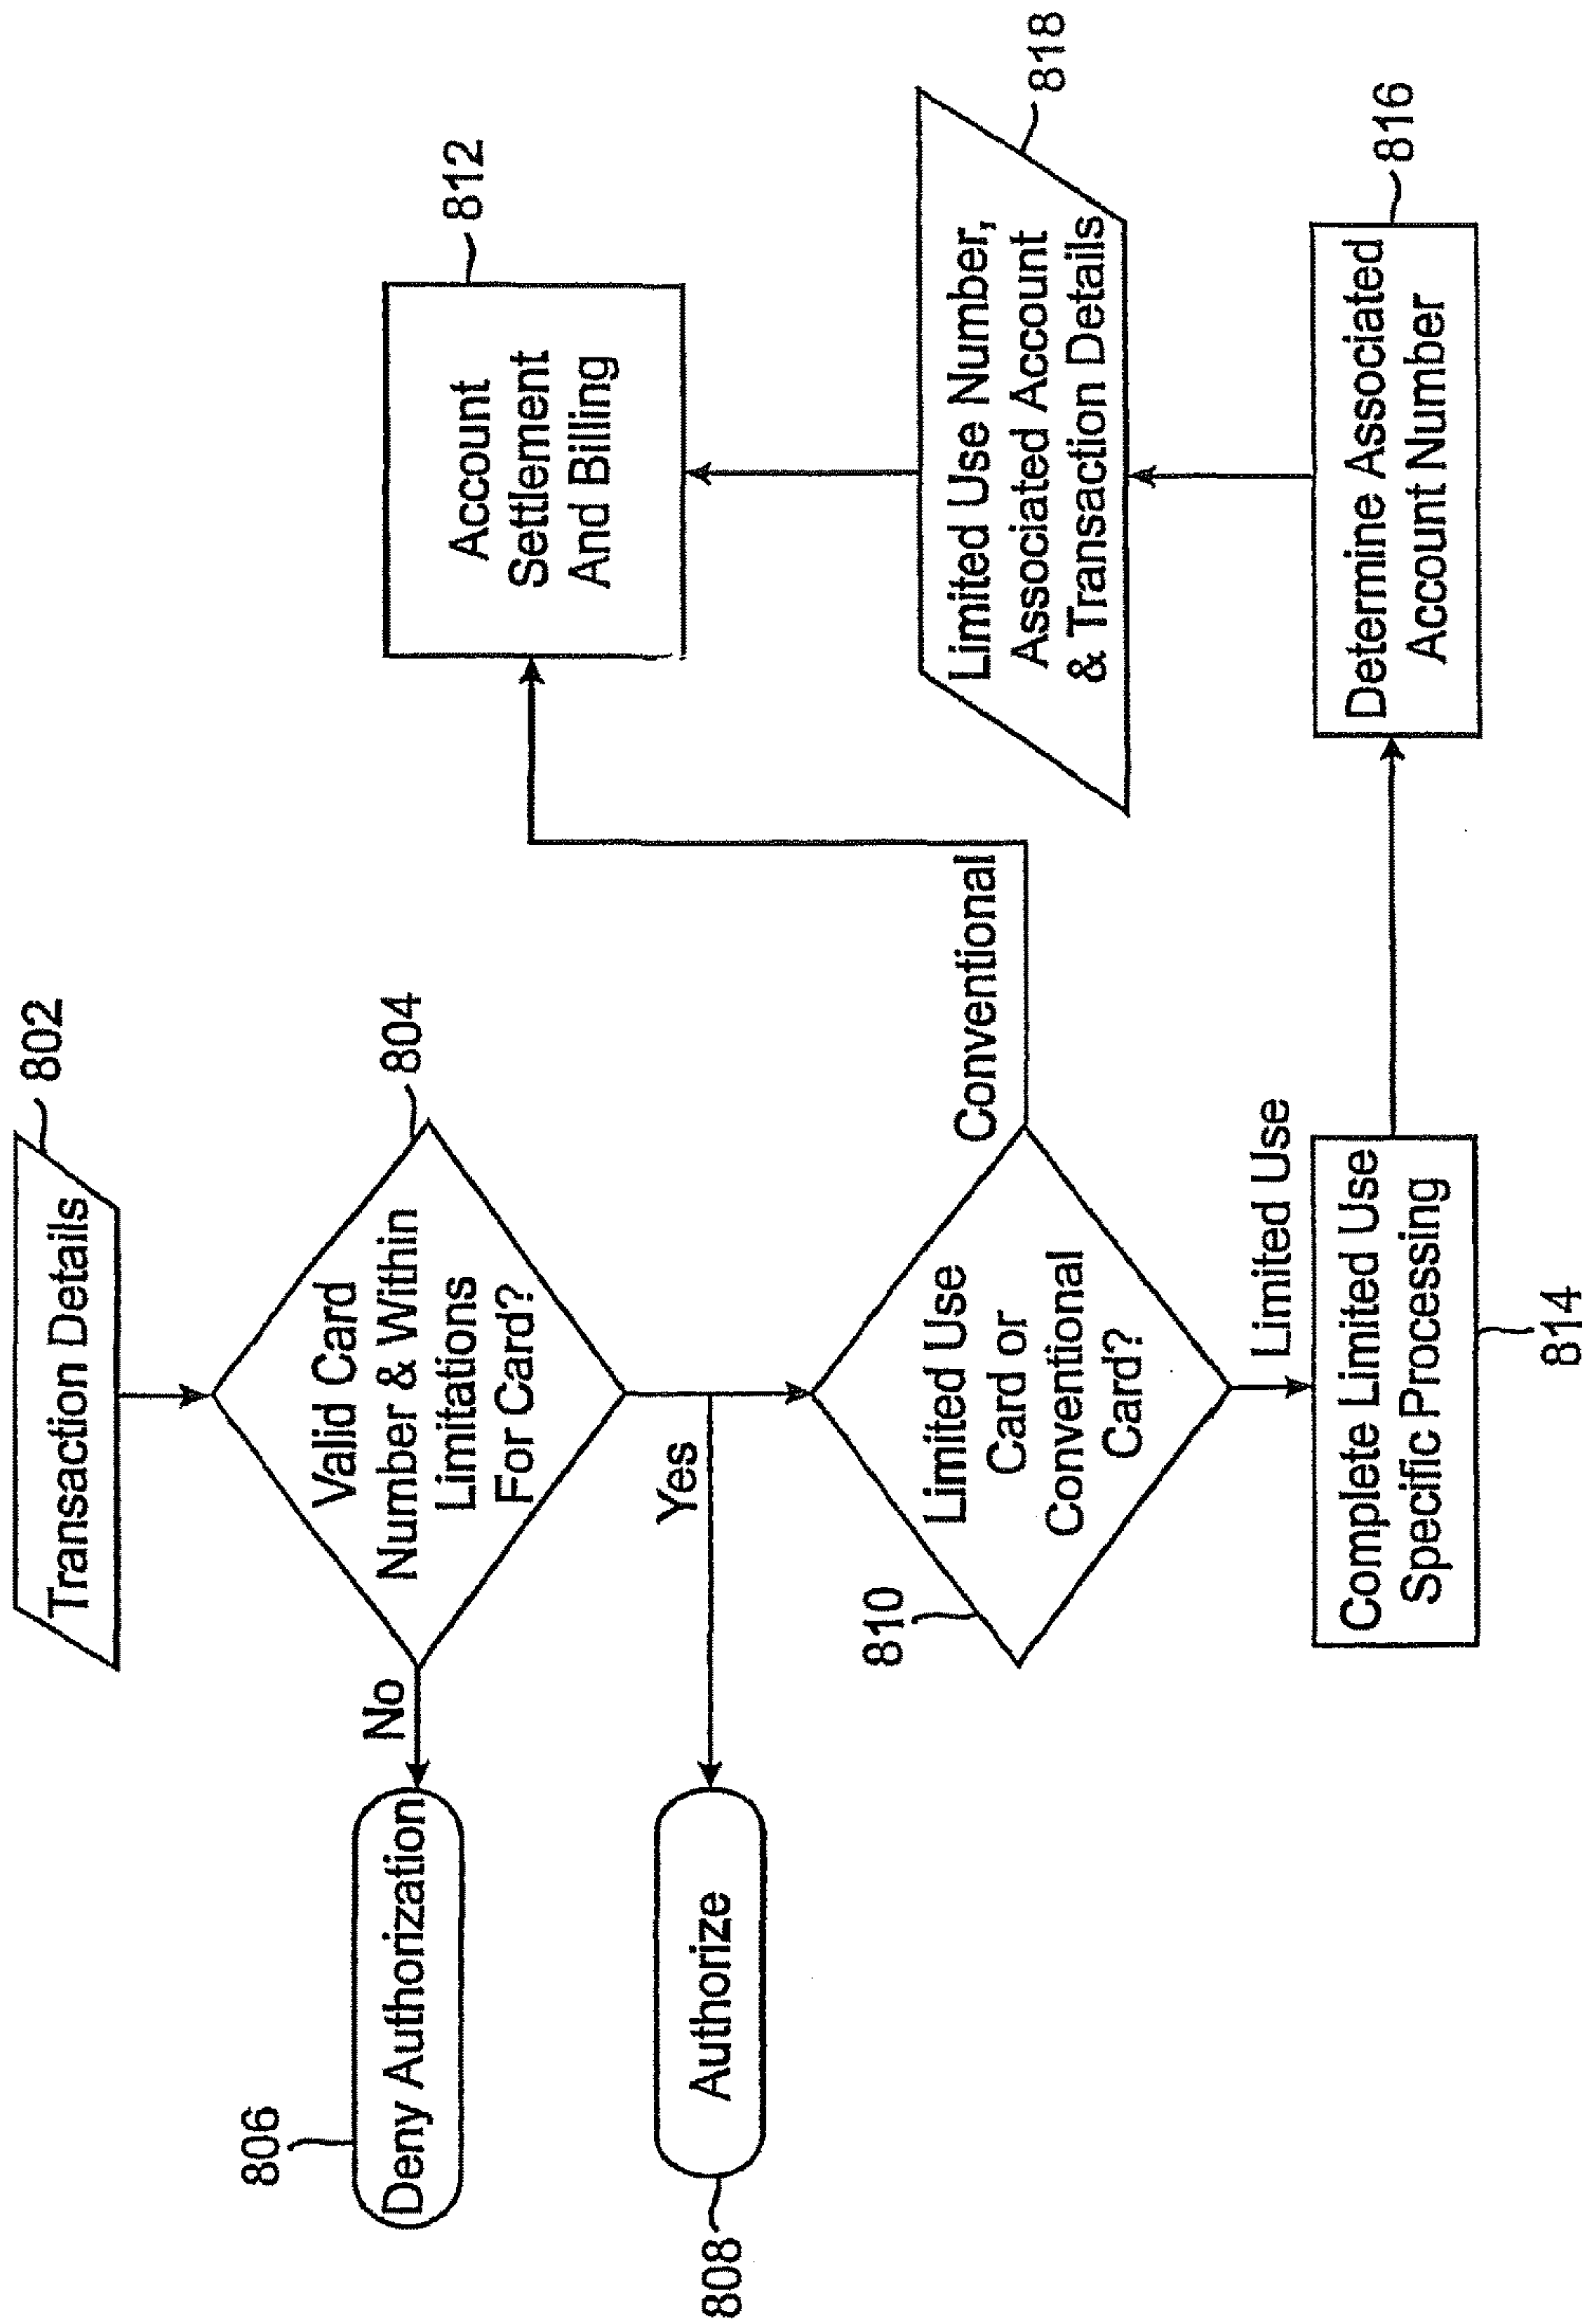 Transaction Details
802
Valid Card
Number & Within
Limitations
For Card?
804
No
Deny Authorization
806
Yes
Authorize
808
Limited Use
Card or
Conventional
Card?
810
Conventional
Account
Settlement
And Billing
812
Limited Use
Complete Limited Use
Specific Processing
814
Determine Associated
Account Number
816
Limited Use Number,
Associated Account
& Transaction Details
818